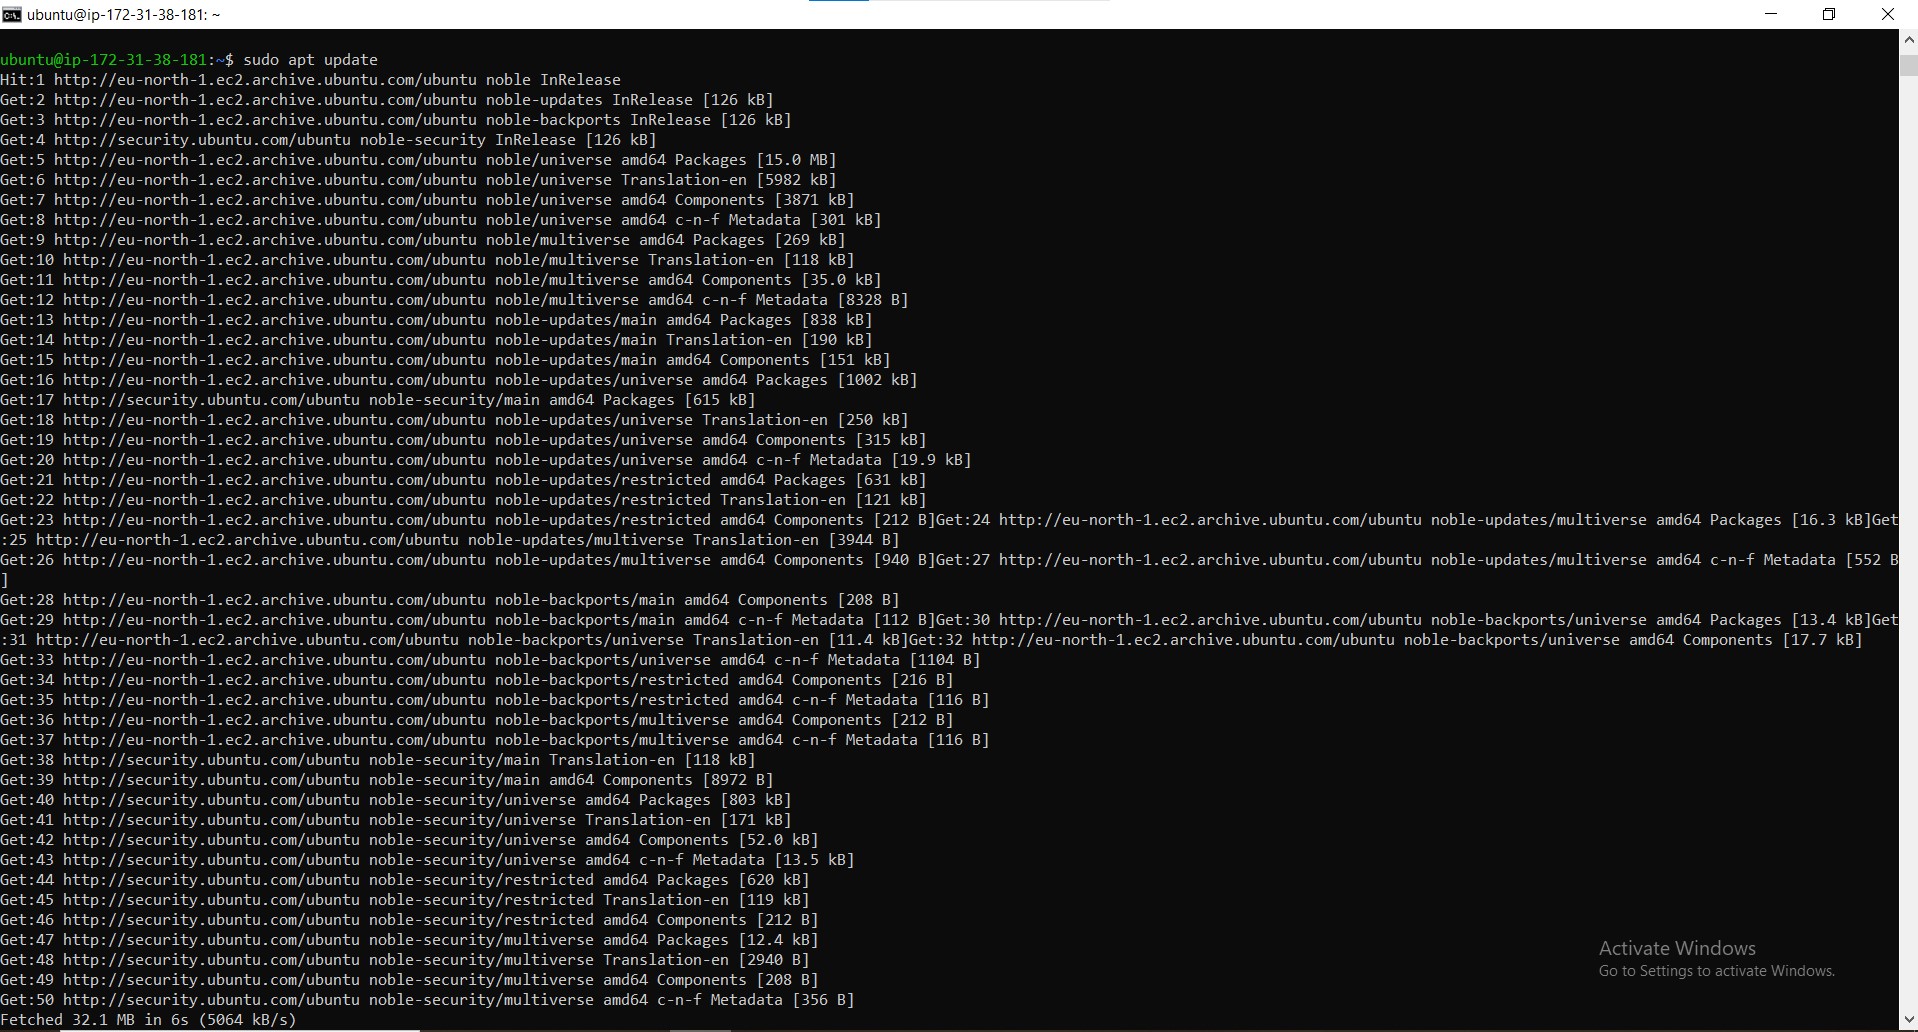 ubuntu@ip-172-31-38-181: ~
ubuntu@ip-172-31-38-181:~$ sudo apt update
Hit:1 http://eu-north-1.ec2.archive.ubuntu.com/ubuntu noble InRelease
Get:2 http://eu-north-1.ec2.archive.ubuntu.com/ubuntu noble-updates InRelease [126 kB]
Get:3 http://eu-north-1.ec2.archive.ubuntu.com/ubuntu noble-backports InRelease [126 kB]
Get:4 http://security.ubuntu.com/ubuntu noble-security InRelease [126 kB]
Get:5 http://eu-north-1.ec2.archive.ubuntu.com/ubuntu noble/universe amd64 Packages [15.0 MB]
Get:6 http://eu-north-1.ec2.archive.ubuntu.com/ubuntu noble/universe Translation-en [5982 kB]
Get:7 http://eu-north-1.ec2.archive.ubuntu.com/ubuntu noble/universe amd64 Components [3871 kB]
Get:8 http://eu-north-1.ec2.archive.ubuntu.com/ubuntu noble/universe amd64 c-n-f Metadata [301 kB]
Get:9 http://eu-north-1.ec2.archive.ubuntu.com/ubuntu noble/multiverse amd64 Packages [269 kB]
Get:10 http://eu-north-1.ec2.archive.ubuntu.com/ubuntu noble/multiverse Translation-en [118 kB]
Get:11 http://eu-north-1.ec2.archive.ubuntu.com/ubuntu noble/multiverse amd64 Components [35.0 kB]
Get:12 http://eu-north-1.ec2.archive.ubuntu.com/ubuntu noble/multiverse amd64 c-n-f Metadata [8328 B]
Get:13 http://eu-north-1.ec2.archive.ubuntu.com/ubuntu noble-updates/main amd64 Packages [838 kB]
Get:14 http://eu-north-1.ec2.archive.ubuntu.com/ubuntu noble-updates/main Translation-en [190 kB]
Get:15 http://eu-north-1.ec2.archive.ubuntu.com/ubuntu noble-updates/main amd64 Components [151 kB]
Get:16 http://eu-north-1.ec2.archive.ubuntu.com/ubuntu noble-updates/universe amd64 Packages [1002 kB]
Get:17 http://security.ubuntu.com/ubuntu noble-security/main amd64 Packages [615 kB]
Get:18 http://eu-north-1.ec2.archive.ubuntu.com/ubuntu noble-updates/universe Translation-en [250 kB]
Get:19 http://eu-north-1.ec2.archive.ubuntu.com/ubuntu noble-updates/universe amd64 Components [315 kB]
Get:20 http://eu-north-1.ec2.archive.ubuntu.com/ubuntu noble-updates/universe amd64 c-n-f Metadata [19.9 kB]
Get:21 http://eu-north-1.ec2.archive.ubuntu.com/ubuntu noble-updates/restricted amd64 Packages [631 kB]
Get:22 http://eu-north-1.ec2.archive.ubuntu.com/ubuntu noble-updates/restricted Translation-en [121 kB]
Get:23 http://eu-north-1.ec2.archive.ubuntu.com/ubuntu noble-updates/restricted amd64 Components [212 B]Get:24 http://eu-north-1.ec2.archive.ubuntu.com/ubuntu noble-updates/multiverse amd64 Packages [16.3 kB]Get
:25 http://eu-north-1.ec2.archive.ubuntu.com/ubuntu noble-updates/multiverse Translation-en [3944 B]
Get:26 http://eu-north-1.ec2.archive.ubuntu.com/ubuntu noble-updates/multiverse amd64 Components [940 B]Get:27 http://eu-north-1.ec2.archive.ubuntu.com/ubuntu noble-updates/multiverse amd64 c-n-f Metadata [552 B
]
Get:28 http://eu-north-1.ec2.archive.ubuntu.com/ubuntu noble-backports/main amd64 Components [208 B]
Get:29 http://eu-north-1.ec2.archive.ubuntu.com/ubuntu noble-backports/main amd64 c-n-f Metadata [112 B]Get:30 http://eu-north-1.ec2.archive.ubuntu.com/ubuntu noble-backports/universe amd64 Packages [13.4 kB]Get
:31 http://eu-north-1.ec2.archive.ubuntu.com/ubuntu noble-backports/universe Translation-en [11.4 kB]Get:32 http://eu-north-1.ec2.archive.ubuntu.com/ubuntu noble-backports/universe amd64 Components [17.7 kB]
Get:33 http://eu-north-1.ec2.archive.ubuntu.com/ubuntu noble-backports/universe amd64 c-n-f Metadata [1104 B]
Get:34 http://eu-north-1.ec2.archive.ubuntu.com/ubuntu noble-backports/restricted amd64 Components [216 B]
Get:35 http://eu-north-1.ec2.archive.ubuntu.com/ubuntu noble-backports/restricted amd64 c-n-f Metadata [116 B]
Get:36 http://eu-north-1.ec2.archive.ubuntu.com/ubuntu noble-backports/multiverse amd64 Components [212 B]
Get:37 http://eu-north-1.ec2.archive.ubuntu.com/ubuntu noble-backports/multiverse amd64 c-n-f Metadata [116 B]
Get:38 http://security.ubuntu.com/ubuntu noble-security/main Translation-en [118 kB]
Get:39 http://security.ubuntu.com/ubuntu noble-security/main amd64 Components [8972 B]
Get:40 http://security.ubuntu.com/ubuntu noble-security/universe amd64 Packages [803 kB]
Get:41 http://security.ubuntu.com/ubuntu noble-security/universe Translation-en [171 kB]
Get:42 http://security.ubuntu.com/ubuntu noble-security/universe amd64 Components [52.0 kB]
Get:43 http://security.ubuntu.com/ubuntu noble-security/universe amd64 c-n-f Metadata [13.5 kB]
Get:44 http://security.ubuntu.com/ubuntu noble-security/restricted amd64 Packages [620 kB]
Get:45 http://security.ubuntu.com/ubuntu noble-security/restricted Translation-en [119 kB]
Get:46 http://security.ubuntu.com/ubuntu noble-security/restricted amd64 Components [212 B]
Get:47 http://security.ubuntu.com/ubuntu noble-security/multiverse amd64 Packages [12.4 kB]
Get:48 http://security.ubuntu.com/ubuntu noble-security/multiverse Translation-en [2940 B]
Get:49 http://security.ubuntu.com/ubuntu noble-security/multiverse amd64 Components [208 B]
Get:50 http://security.ubuntu.com/ubuntu noble-security/multiverse amd64 c-n-f Metadata [356 B]
Fetched 32.1 MB in 6s (5064 kB/s)
Activate Windows
Go to Settings to activate Windows.